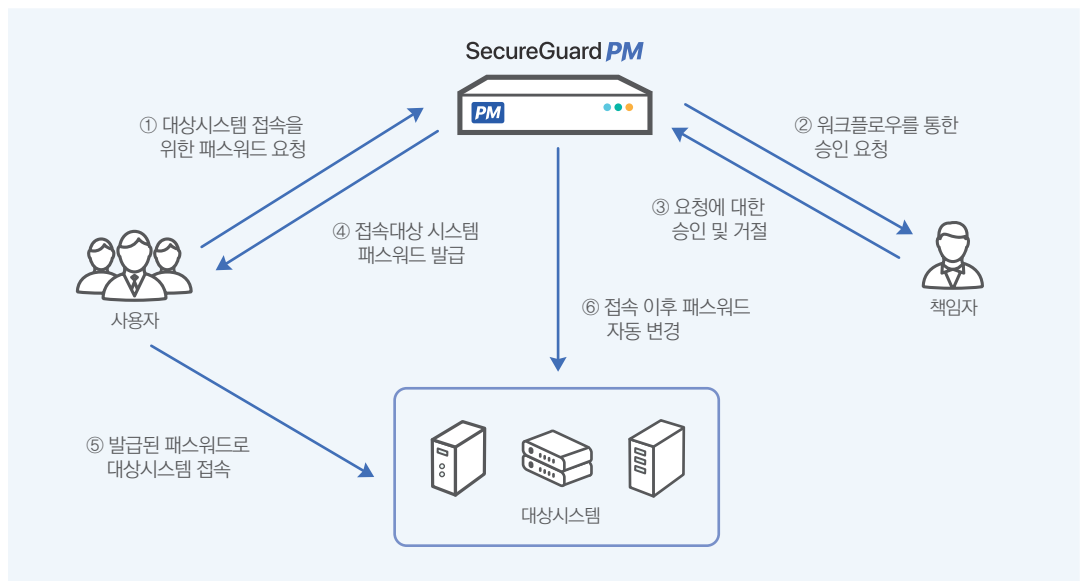 SecureGuard PM
PM
① 대상시스템 접속을
위한 패스워드 요청
② 워크플로우를 통한
승인 요청
③ 요청에 대한
승인 및 거절
④ 접속대상 시스템
패스워드 발급
사용자
책임자
⑥ 접속 이후 패스워드
자동 변경
⑤ 발급된 패스워드로
대상시스템 접속
대상시스템